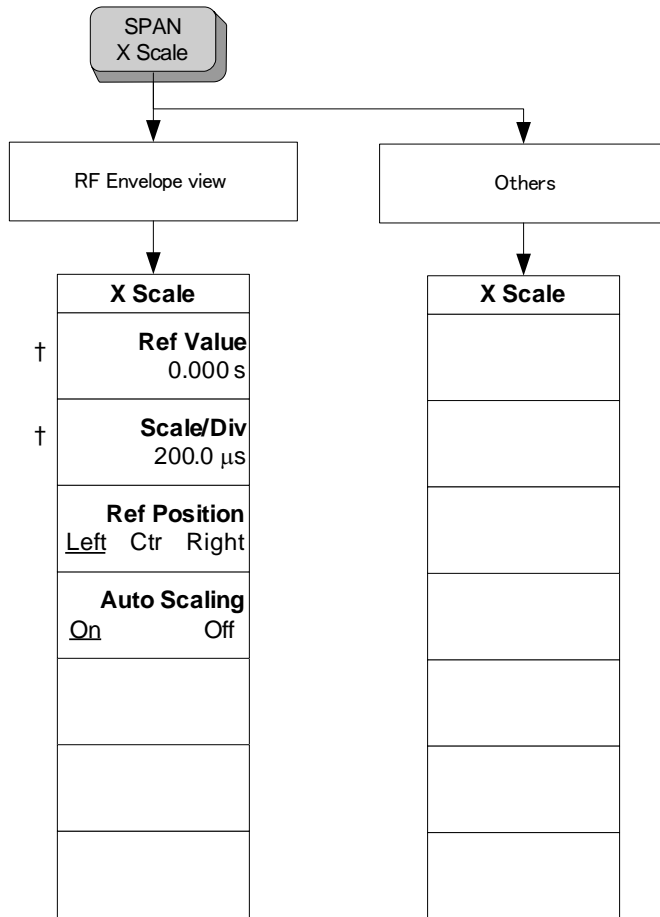 SPAN
X Scale
RF Envelope view
Others
X Scale
† Ref Value
0.000 s
† Scale/Div
200.0 μs
Ref Position
Left Ctr Right
Auto Scaling
On Off
X Scale